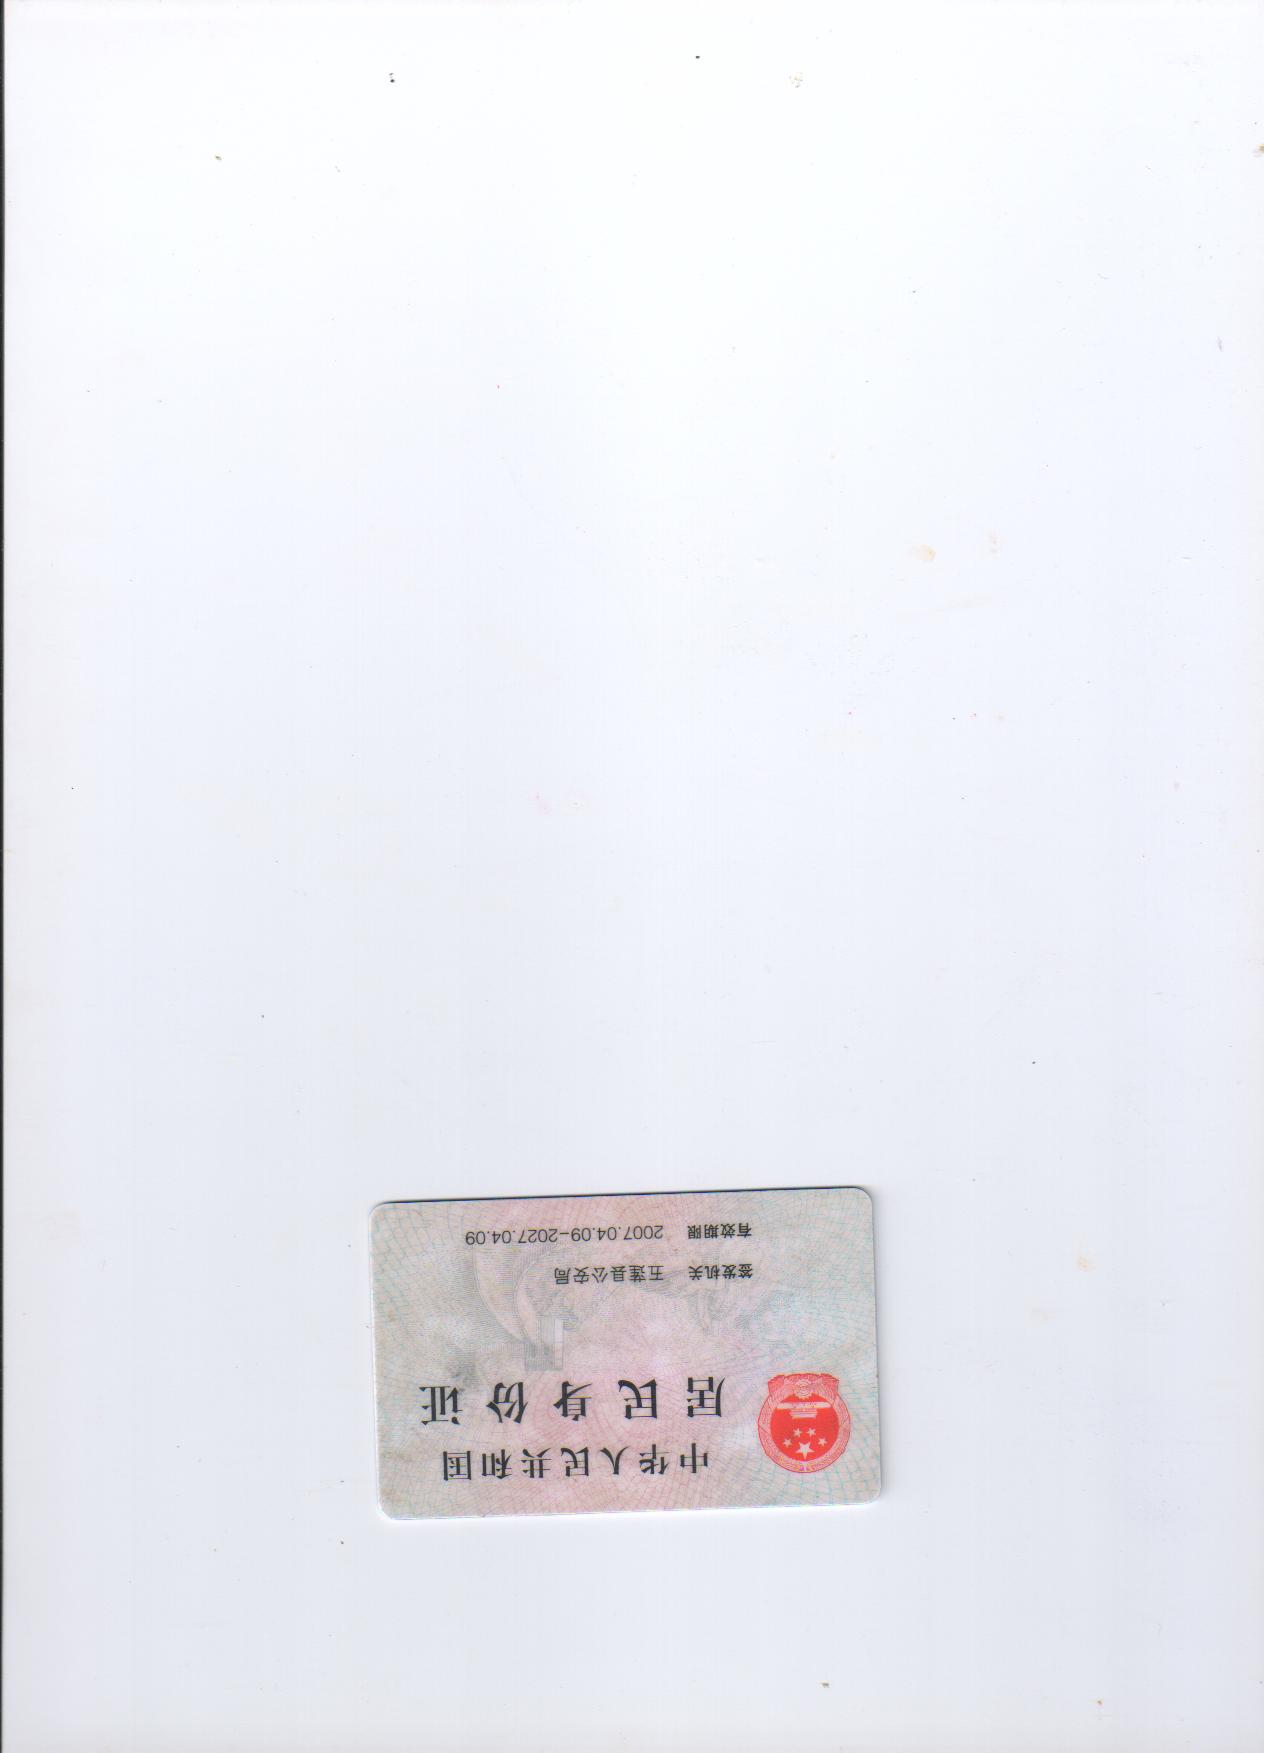 中华人民共和国
居民身份证
签发机关 五莲县公安局
有效期限 2007.04.09-2027.04.09